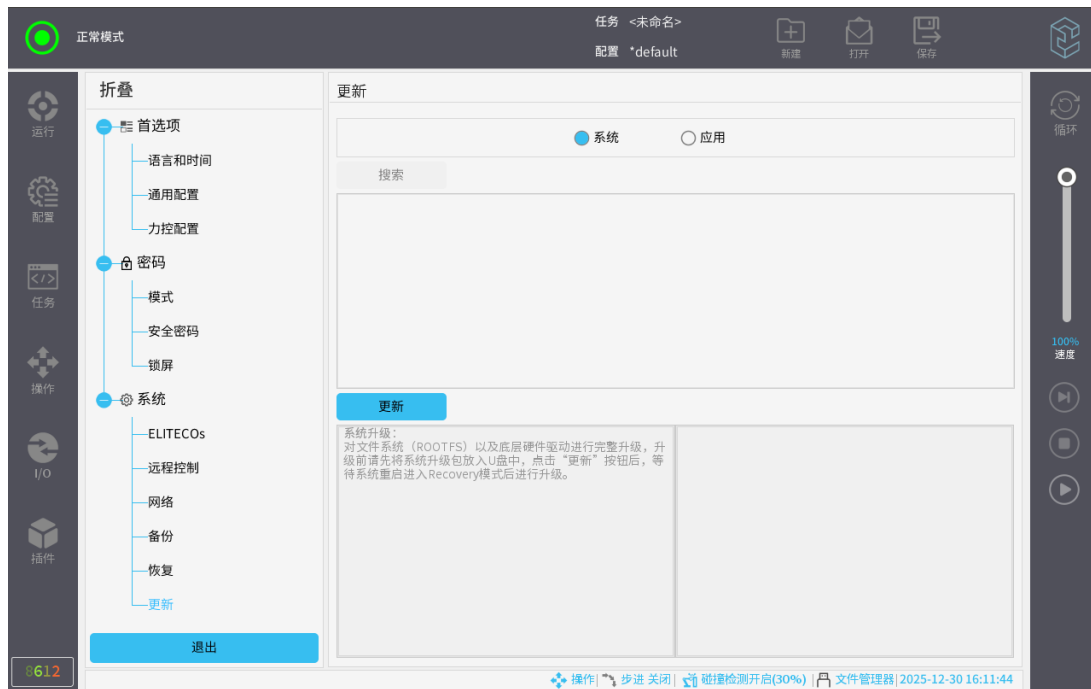 正常模式
任务 <未命名>
配置 *default
新建
打开
保存
运行
配置
任务
操作
I/O
插件
8612
折叠
首选项
语言和时间
通用配置
力控配置
密码
模式
安全密码
锁屏
系统
ELITECOs
远程控制
网络
备份
恢复
更新
退出
更新
系统
应用
搜索
更新
系统升级：
对文件系统（ROOTFS）以及底层硬件驱动进行完整升级，升
级前请先将系统升级包放入U盘中，点击“更新”按钮后，等
待系统重启进入Recovery模式后进行升级。
循环
100%
速度
操作| 步进 关闭| 碰撞检测开启(30%) | 文件管理器| 2025-12-30 16:11:44